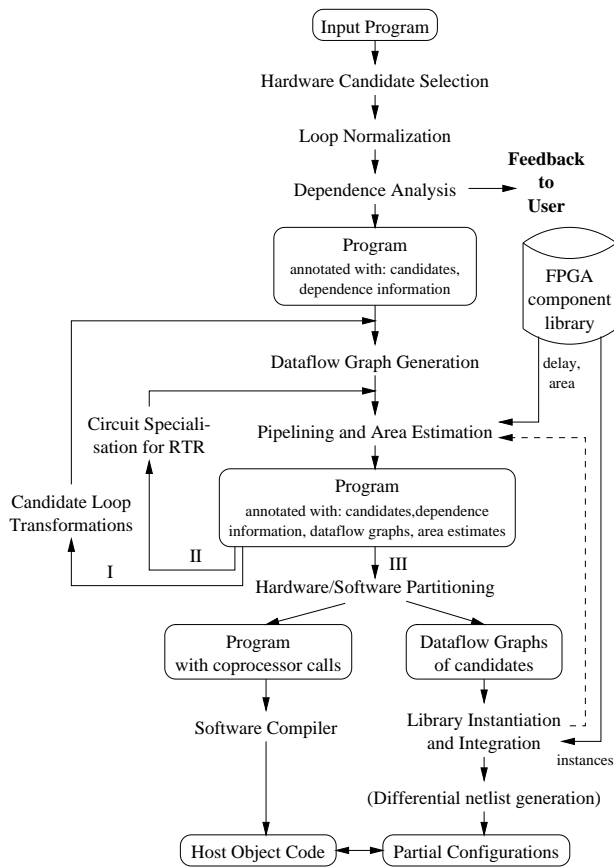 Input Program
Hardware Candidate Selection
Loop Normalization
Dependence Analysis
Feedback
to
User
Program
annotated with: candidates,
dependence information
FPGA
component
library
Dataflow Graph Generation
delay,
area
Circuit Speciali-
sation for RTR
Pipelining and Area Estimation
Program
annotated with: candidates,dependence
information, dataflow graphs, area estimates
Candidate Loop
Transformations
I
II
III
Hardware/Software Partitioning
Program
with coprocessor calls
Dataflow Graphs
of candidates
Software Compiler
Library Instantiation
and Integration
instances
(Differential netlist generation)
Host Object Code
Partial Configurations